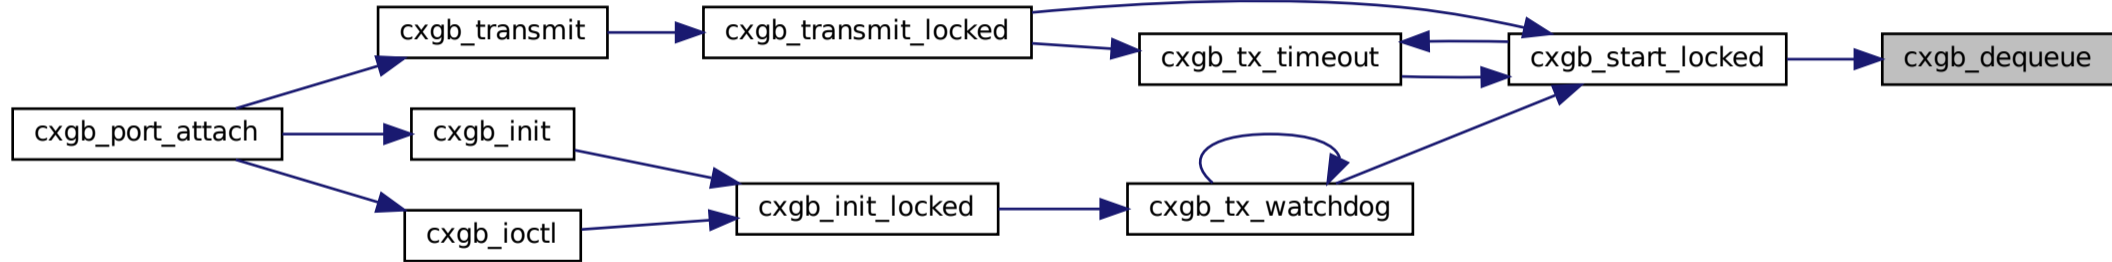 cxgb_transmit
cxgb_transmit_locked
cxgb_tx_timeout
cxgb_start_locked
cxgb_dequeue
cxgb_port_attach
cxgb_init
cxgb_init_locked
cxgb_tx_watchdog
cxgb_ioctl